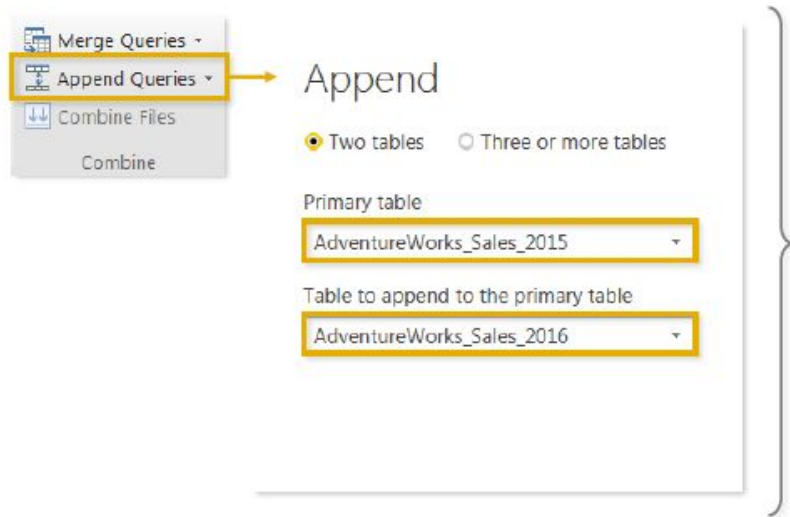 Merge Queries
Append Queries
Combine Files
Combine
Append
Two tables
Three or more tables
Primary table
AdventureWorks_Sales_2015
Table to append to the primary table
AdventureWorks_Sales_2016